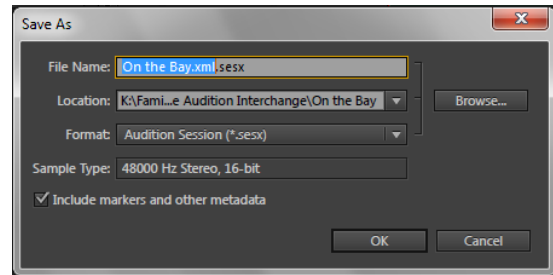 Save As
File Name: On the Bay.xml.sesx
Location: K:\Fami...e Audition Interchange\On the Bay Browse...
Format: Audition Session (*.sesx)
Sample Type: 48000 Hz Stereo, 16-bit
Include markers and other metadata
OK Cancel